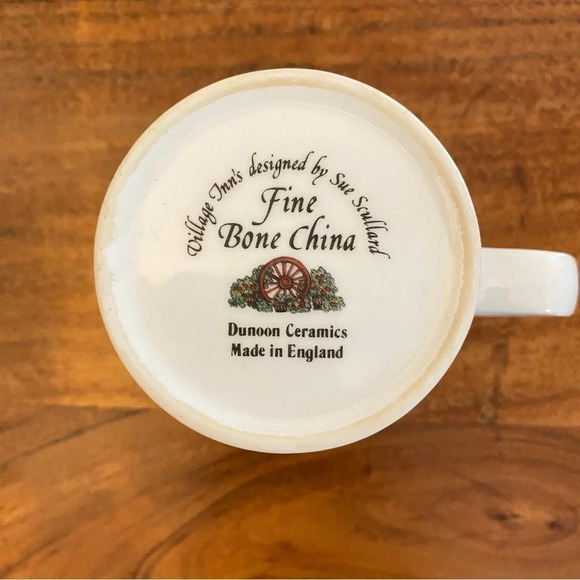 Village Inn's designed by Sue Scullard
Fine
Bone China
Dunoon Ceramics
Made in England